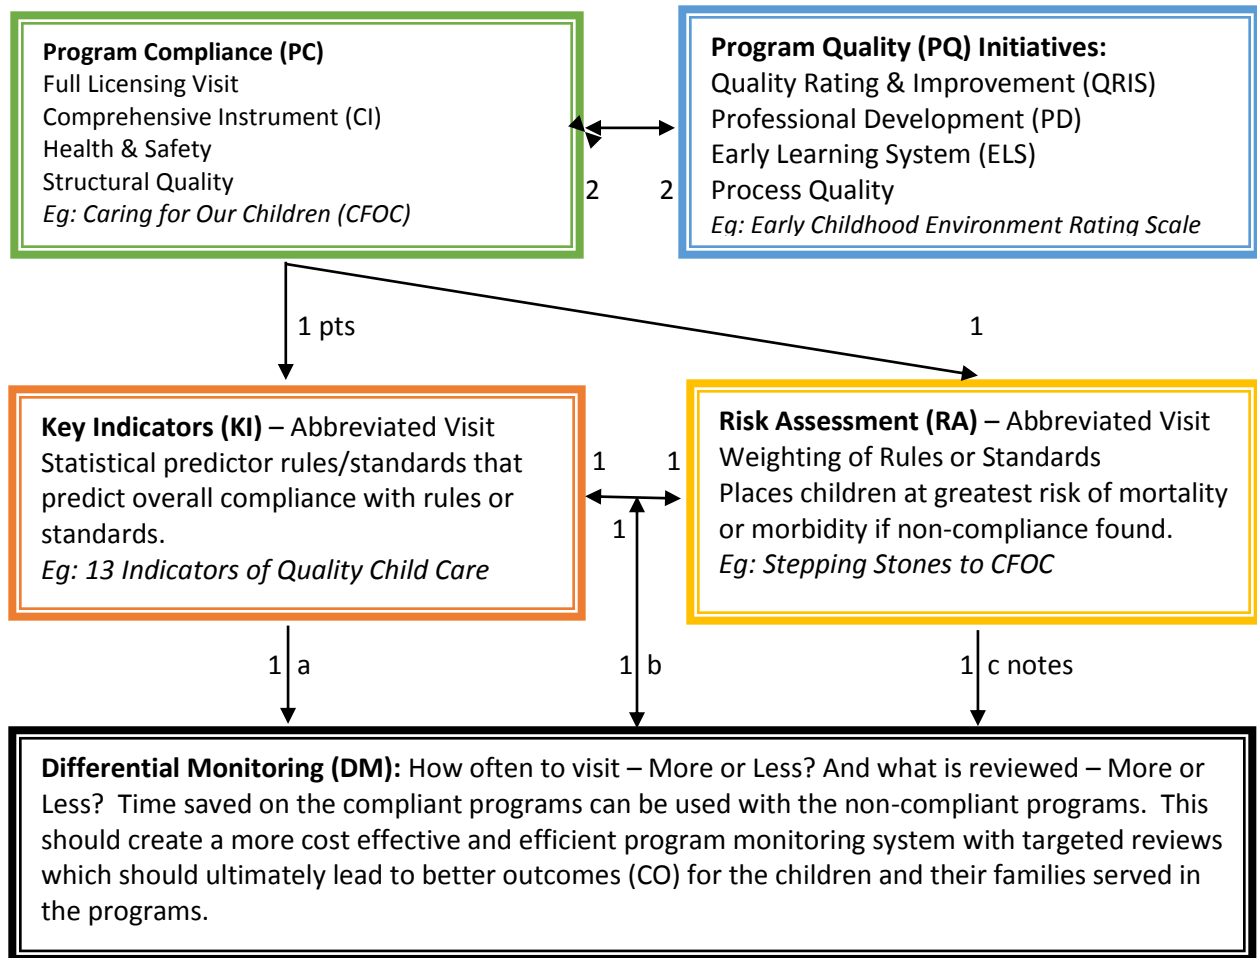 Program Compliance (PC)
Full Licensing Visit
Comprehensive Instrument (CI)
Health & Safety
Structural Quality
Eg: Caring for Our Children (CFOC)
Program Quality (PQ) Initiatives:
Quality Rating & Improvement (QRIS)
Professional Development (PD)
Early Learning System (ELS)
Process Quality
Eg: Early Childhood Environment Rating Scale
2
2
1 pts
1
Key Indicators (KI) – Abbreviated Visit
Statistical predictor rules/standards that
predict overall compliance with rules or
standards.
Eg: 13 Indicators of Quality Child Care
1
1
1
Risk Assessment (RA) – Abbreviated Visit
Weighting of Rules or Standards
Places children at greatest risk of mortality
or morbidity if non-compliance found.
Eg: Stepping Stones to CFOC
1 a
1 b
1 c notes
Differential Monitoring (DM): How often to visit – More or Less? And what is reviewed – More or
Less? Time saved on the compliant programs can be used with the non-compliant programs. This
should create a more cost effective and efficient program monitoring system with targeted reviews
which should ultimately lead to better outcomes (CO) for the children and their families served in
the programs.